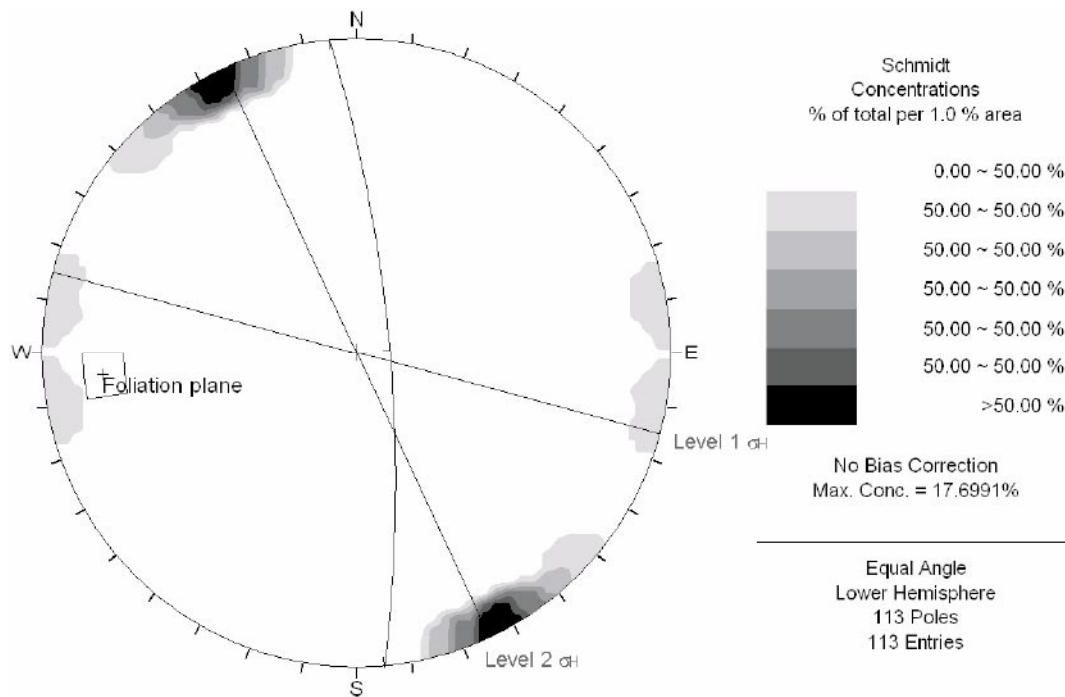 N
W
E
S
Foliation plane
Level 1 σH
Level 2 σH
Schmidt
Concentrations
% of total per 1.0 % area
0.00 ~ 50.00 %
50.00 ~ 50.00 %
50.00 ~ 50.00 %
50.00 ~ 50.00 %
50.00 ~ 50.00 %
50.00 ~ 50.00 %
>50.00 %
No Bias Correction
Max. Conc. = 17.6991%
Equal Angle
Lower Hemisphere
113 Poles
113 Entries